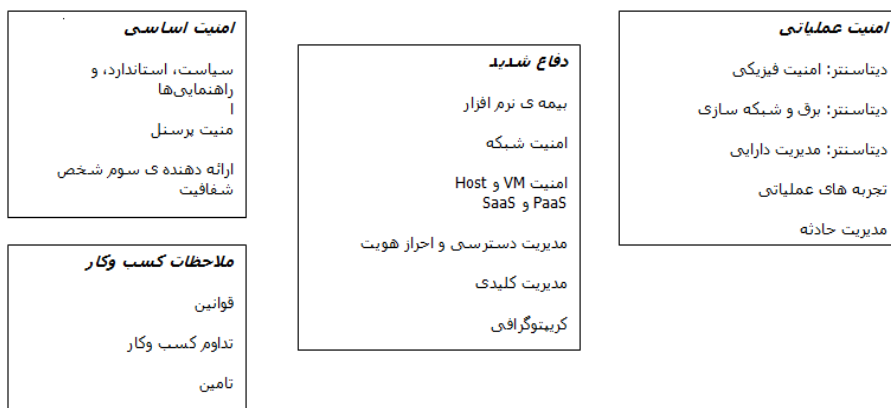 امنیت عملیاتی
دیتاسنتر: امنیت فیزیکی
دیتاسنتر: برق و شبکه سازی
دیتاسنتر: مدیریت دارایی
تجربه های عملیاتی
مدیریت حادثه
دفاع شدید
بیمه ی نرم افزار
امنیت شبکه
امنیت VM و Host
PaaS و SaaS
مدیریت دسترسی و احراز هویت
مدیریت کلیدی
کریپتوگرافی
امنیت اساسی
سیاست، استاندارد، و
راهنمایی‌ها
ا
منیت پرسنل
ارائه دهنده ی سوم شخص
شفافیت
ملاحظات کسب وکار
قوانین
تداوم کسب وکار
تامین